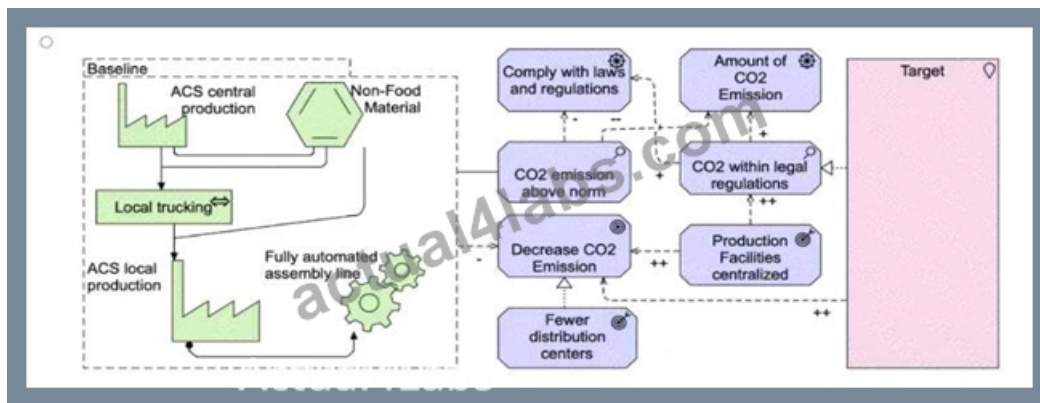 Baseline
ACS central
production
Non-Food
Material
Local trucking
ACS local
production
Fully automated
assembly line
Comply with laws
and regulations
Amount of
CO2
Emission
Target
-
--
+
+
CO2 emission
above norm
CO2 within legal
regulations
++
Decrease CO2
Emission
-
++
Production
Facilities
centralized
++
Fewer
distribution
centers
actual4labs.com